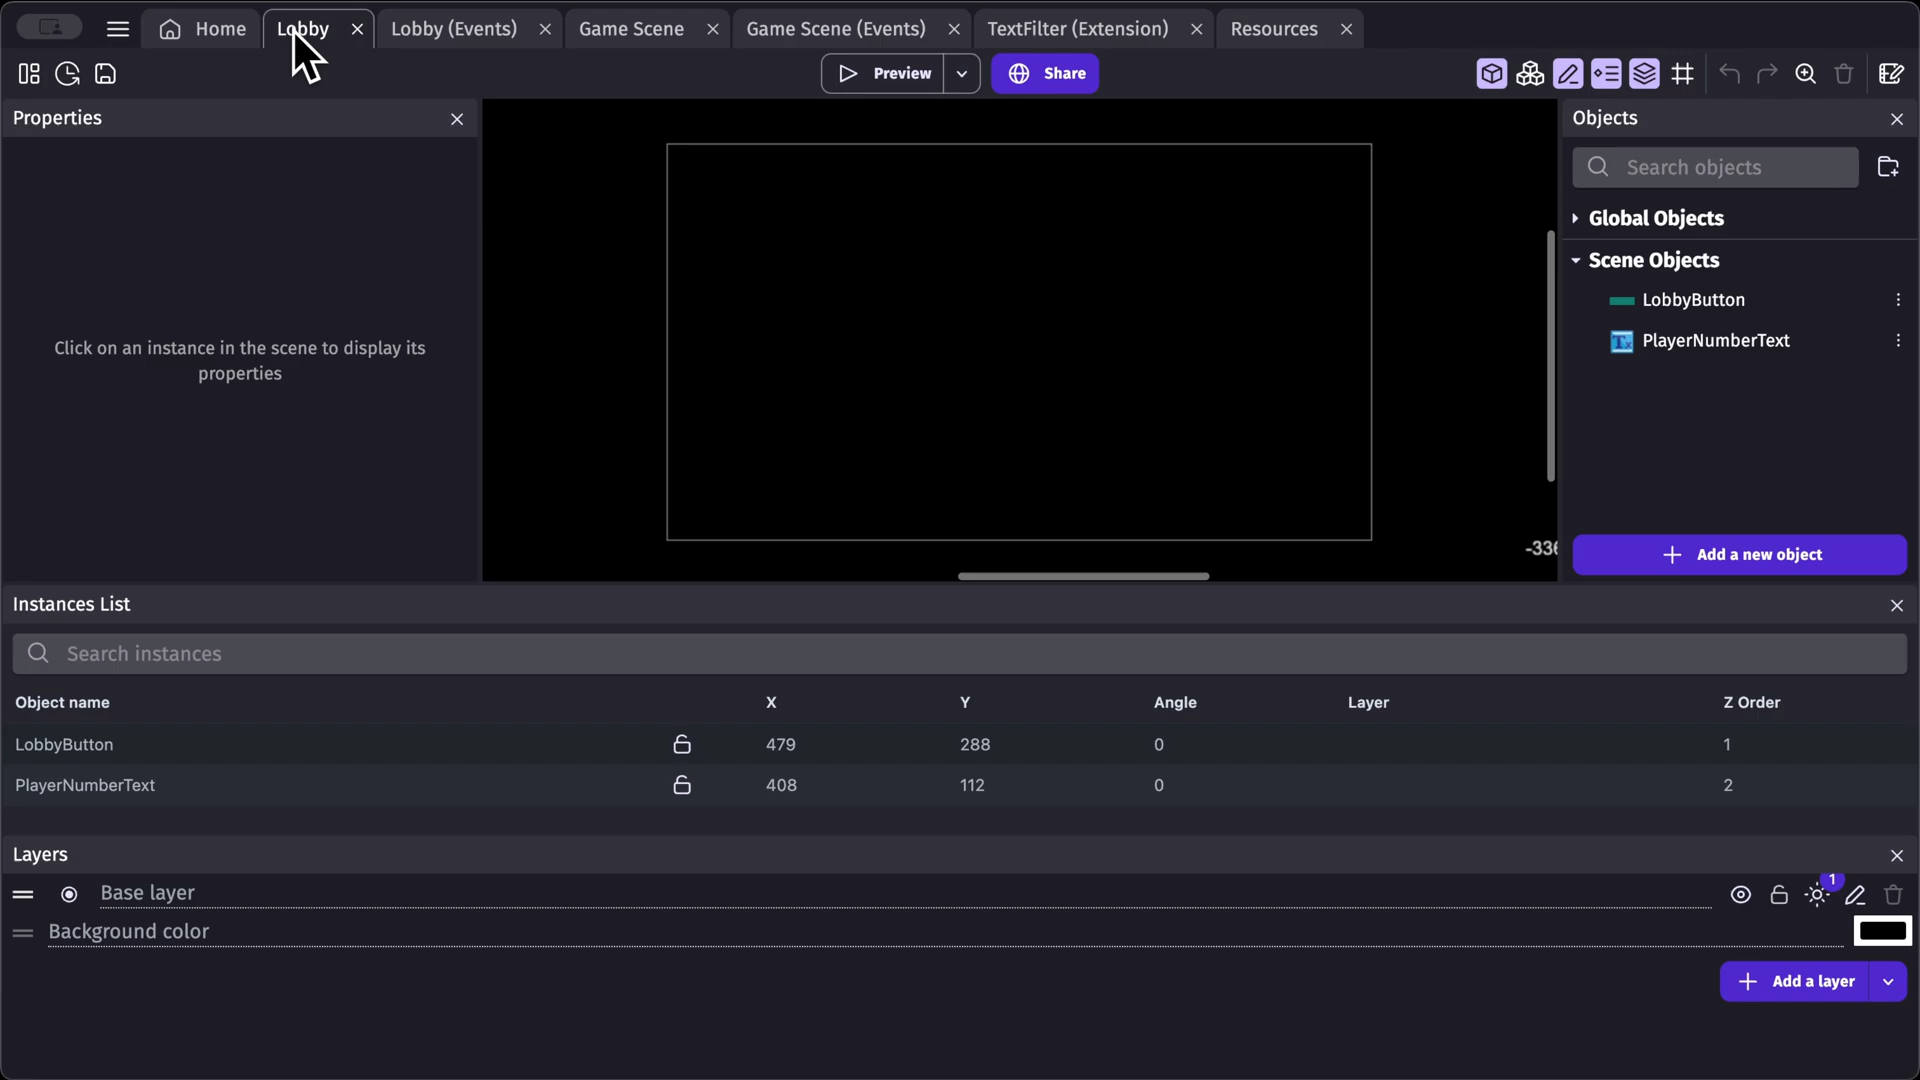 Home
Lobby
Lobby (Events)
Game Scene
Game Scene (Events)
TextFilter (Extension)
Resources
Preview
Share
Properties
Click on an instance in the scene to display its
properties
-336
Objects
Search objects
Global Objects
Scene Objects
LobbyButton
Tx PlayerNumberText
Add a new object
Instances List
Search instances
Object name X Y Angle Layer Z Order
LobbyButton 479 288 0 1
PlayerNumberText 408 112 0 2
Layers
Base layer 1
Background color
Add a layer